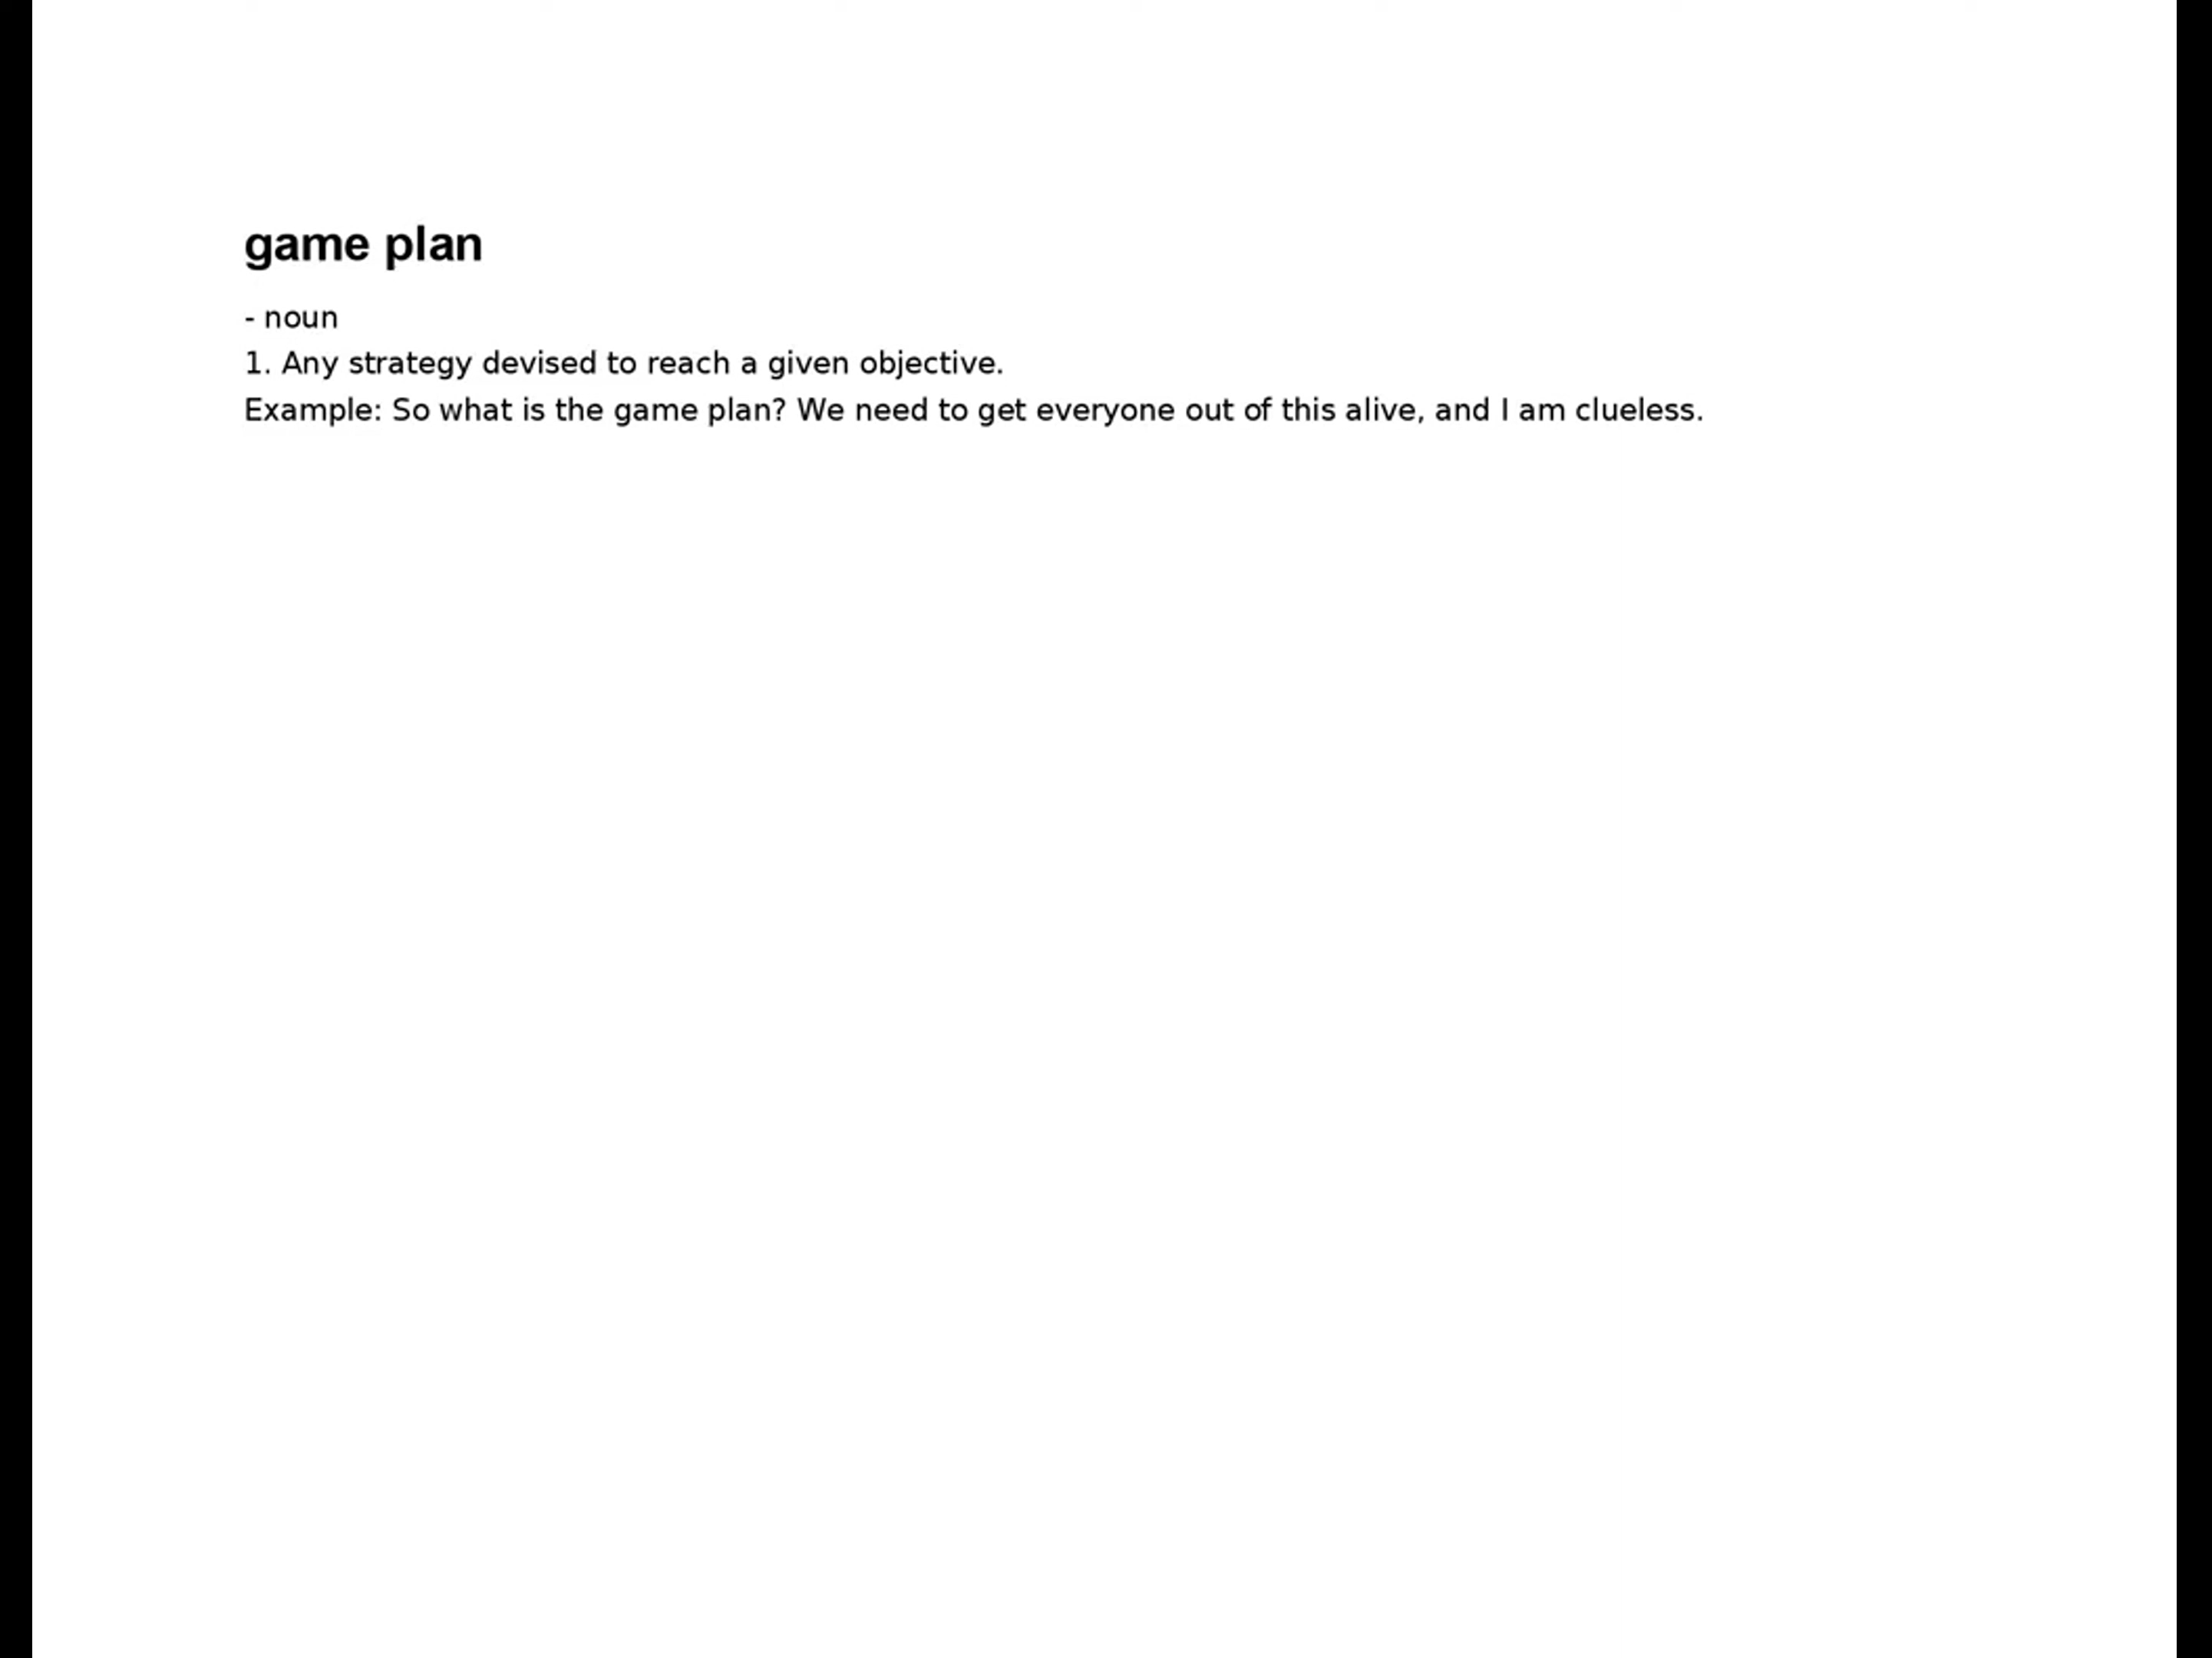 game plan
- noun
1. Any strategy devised to reach a given objective.
Example: So what is the game plan? We need to get everyone out of this alive, and I am clueless.